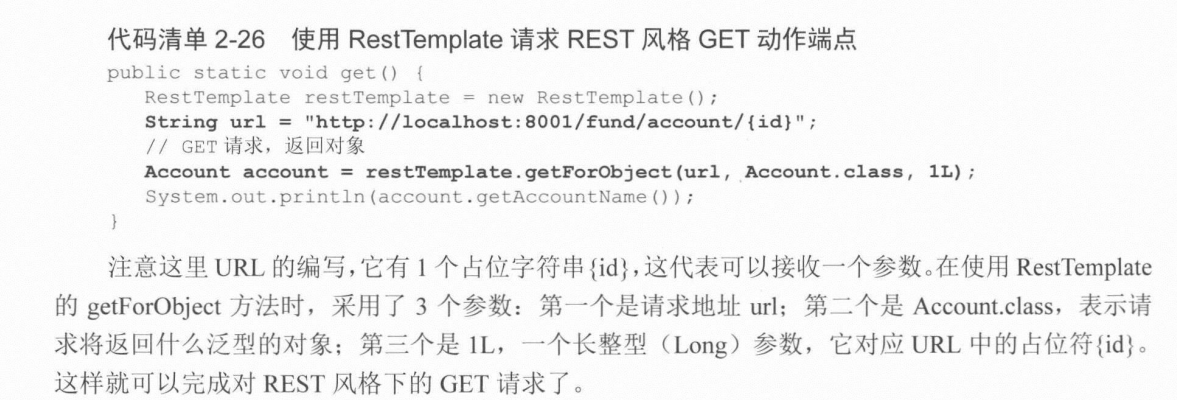 代码清单 2-26 使用 RestTemplate 请求 REST 风格 GET 动作端点
public static void get() {
RestTemplate restTemplate = new RestTemplate();
String url = "http://localhost:8001/fund/account/{id}";
// GET 请求，返回对象
Account account = restTemplate.getForObject(url, Account.class, 1L);
System.out.println(account.getAccountName());
}
注意这里 URL 的编写，它有 1 个占位字符串{id}，这代表可以接收一个参数。在使用 RestTemplate
的 getForObject 方法时，采用了 3 个参数：第一个是请求地址 url；第二个是 Account.class，表示请
求将返回什么泛型的对象；第三个是 1L，一个长整型（Long）参数，它对应 URL 中的占位符{id}。
这样就可以完成对 REST 风格下的 GET 请求了。